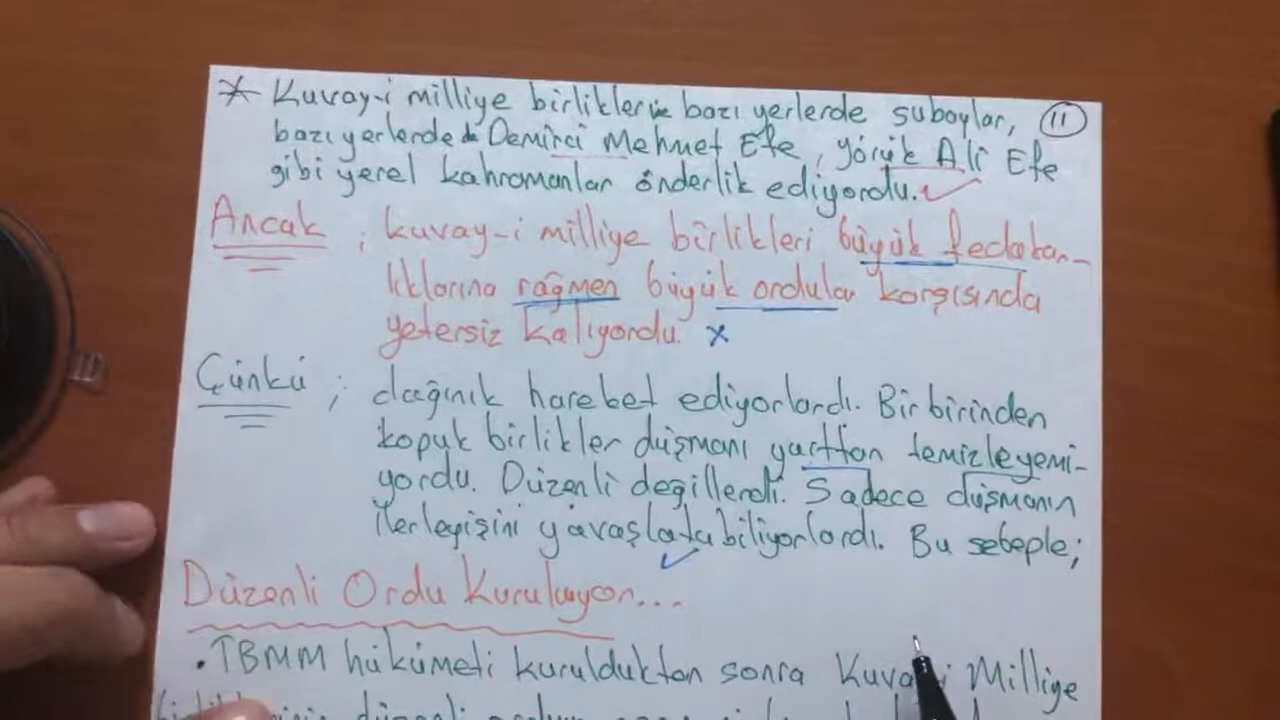 * Kuvay-i milliye birliklerine bazı yerlerde subaylar, 11
bazı yerlerde de Demirci Mehmet Efe, Yörük Ali Efe
gibi yerel kahramanlar önderlik ediyordu.
Ancak ; kuvay-i milliye birlikleri büyük fedakar-
lıklarına rağmen büyük ordular karşısında
yetersiz kalıyordu. x
Çünkü ; dağınık hareket ediyorlardı. Birbirinden
kopuk birlikler düşmanı yurttan temizleyemi-
yordu. Düzenli değillerdi. Sadece düşmanın
ilerleyişini yavaşlatabiliyorlardı. Bu sebeple;
Düzenli Ordu Kuruluyor...
• TBMM hükümeti kurulduktan sonra Kuvayi Milliye
düzenli